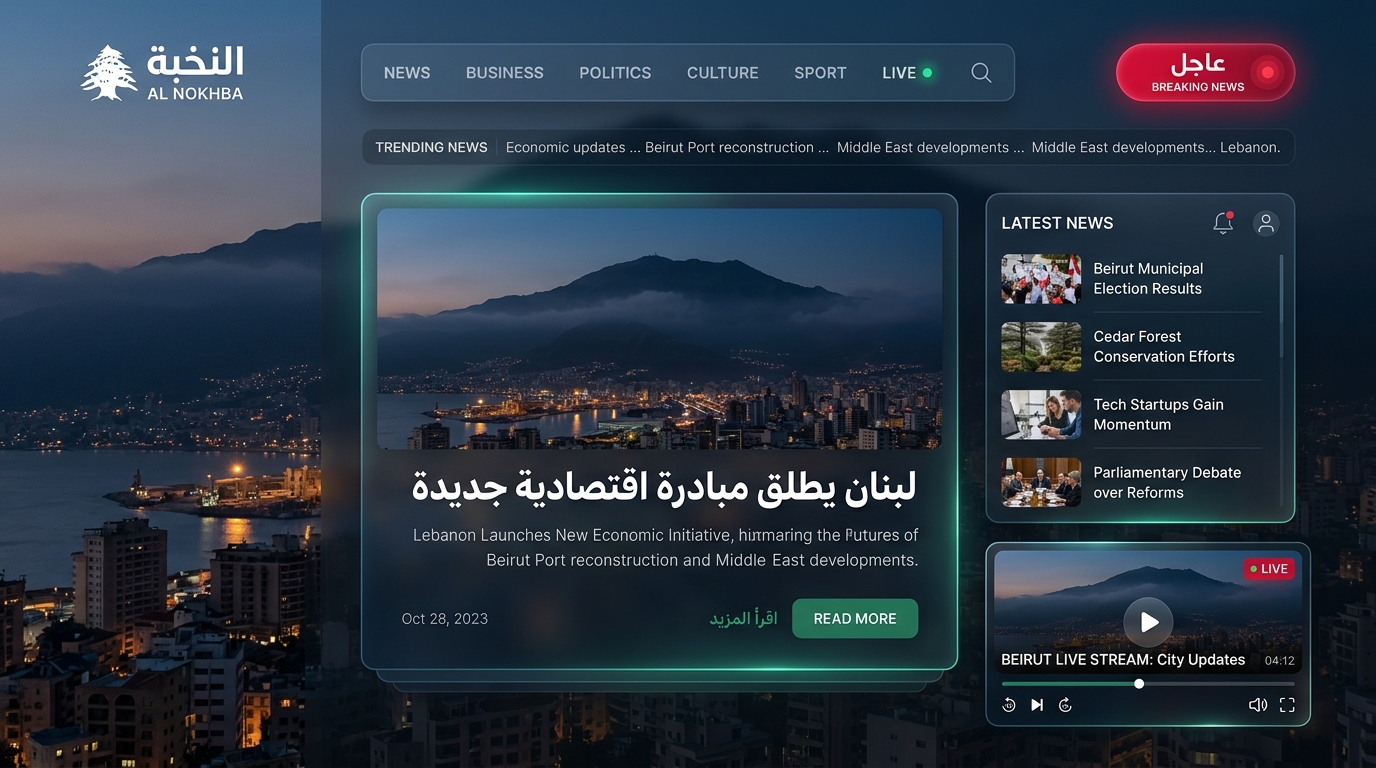 النخبة
AL NOKHBA
NEWS BUSINESS POLITICS CULTURE SPORT LIVE
عاجل
BREAKING NEWS
TRENDING NEWS Economic updates ... Beirut Port reconstruction ... Middle East developments ... Middle East developments... Lebanon.
لبنان يطلق مبادرة اقتصادية جديدة
Lebanon Launches New Economic Initiative, the of
Beirut Port reconstruction and Middle East developments.
Oct 28, 2023
اقرأ المزيد
READ MORE
LATEST NEWS
Beirut Municipal
Election Results
Cedar Forest
Conservation Efforts
Tech Startups Gain
Momentum
Parliamentary Debate
over Reforms
LIVE
BEIRUT LIVE STREAM: City Updates 04:12